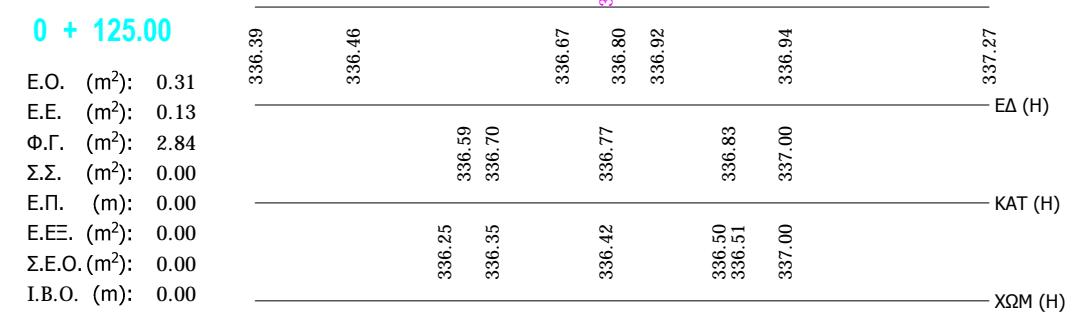 0 + 125.00
Ε.Ο. (m²): 0.31
Ε.Ε. (m²): 0.13
Φ.Γ. (m²): 2.84
Σ.Σ. (m²): 0.00
Ε.Π. (m): 0.00
Ε.ΕΞ. (m²): 0.00
Σ.Ε.Ο. (m²): 0.00
Ι.Β.Ο. (m): 0.00
336.39 336.46 336.67 336.80 336.92 336.94 337.27
ΕΔ (Η)
336.59 336.70 336.77 336.83 337.00
ΚΑΤ (Η)
336.25 336.35 336.42 336.50 336.51 337.00
ΧΩΜ (Η)